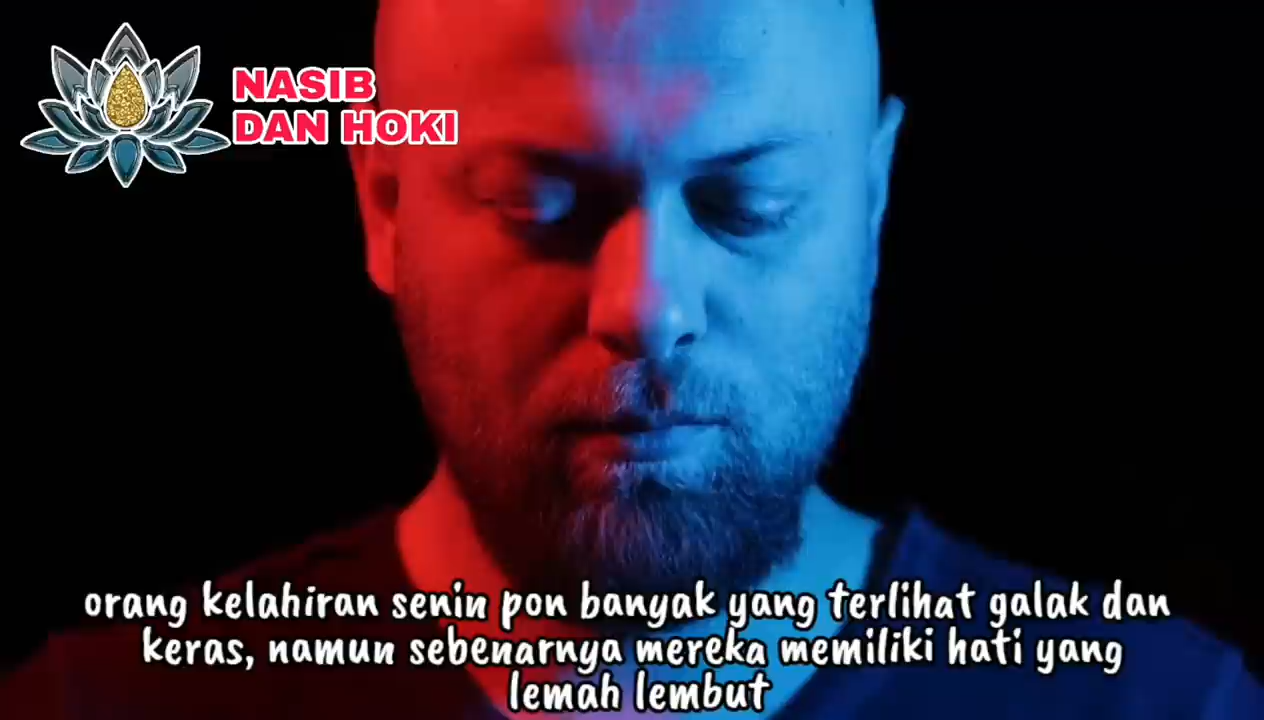 NASIB
DAN HOKI
orang kelahiran senin pon banyak yang terlihat galak dan
keras, namun sebenarnya mereka memiliki hati yang
lemah lembut